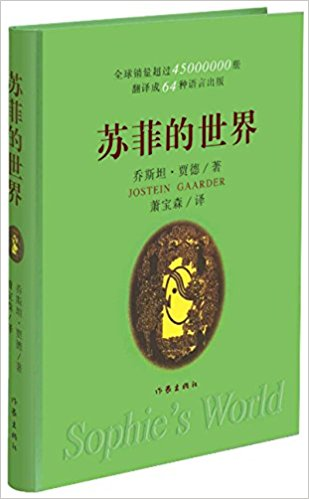 全球销量超过45000000册
翻译成64种语言出版
苏菲的世界
乔斯坦·贾德/著
JOSTEIN GAARDER
萧宝森/译
作家出版社
Sophie's World
苏菲的世界
乔斯坦·贾德/著
萧宝森/译